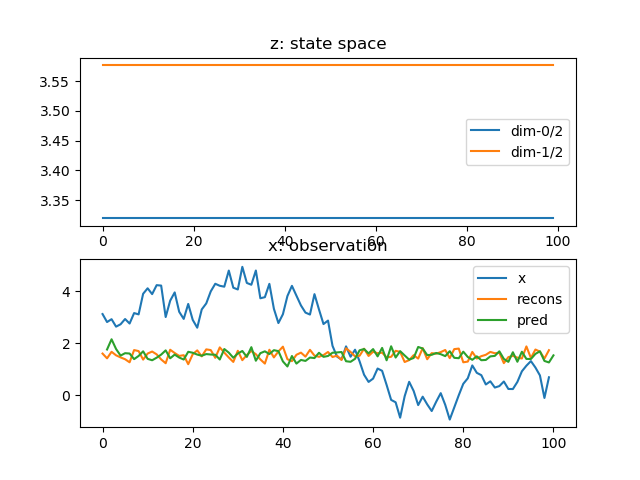 z: state space
3.55
3.50
3.45
3.40
3.35
dim-0/2
dim-1/2
0 20 40 60 80 100
x: observation
4
2
0
x
recons
pred
0 20 40 60 80 100